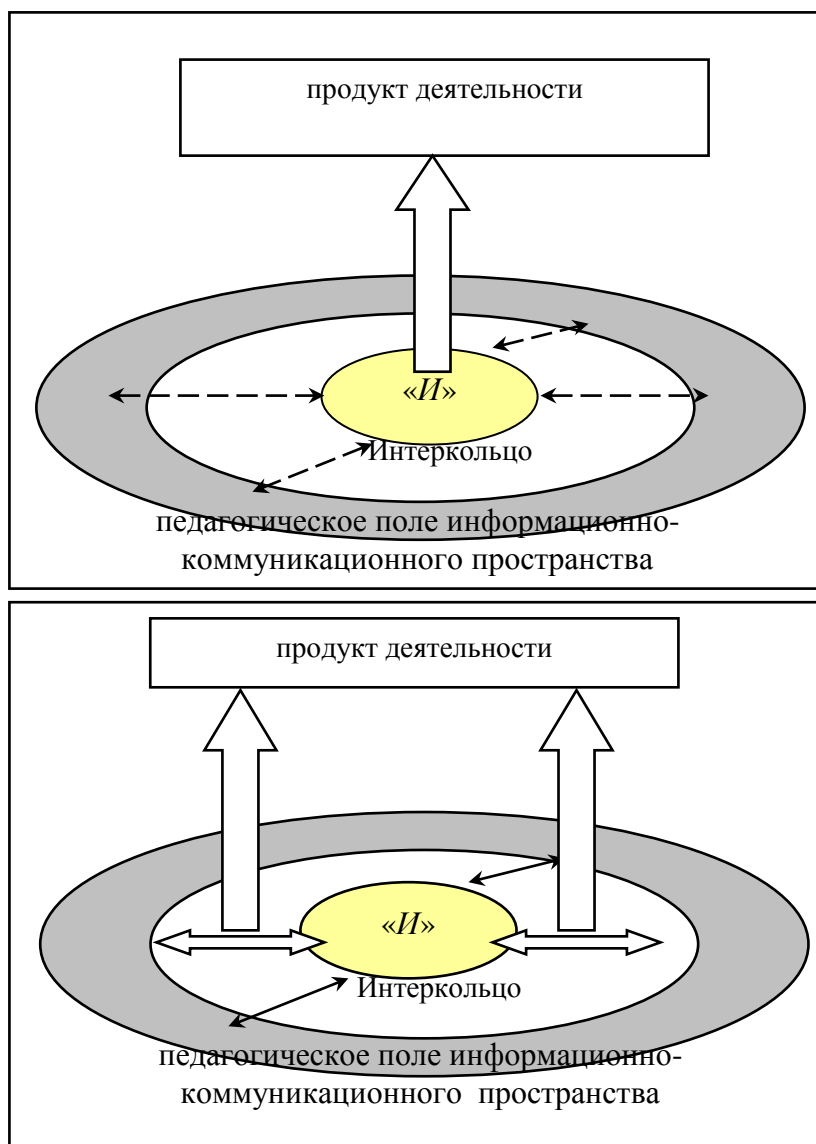 продукт деятельности
«И»
Интеркольцо
педагогическое поле информационно-
коммуникационного пространства
продукт деятельности
«И»
Интеркольцо
педагогическое поле информационно-
коммуникационного пространства